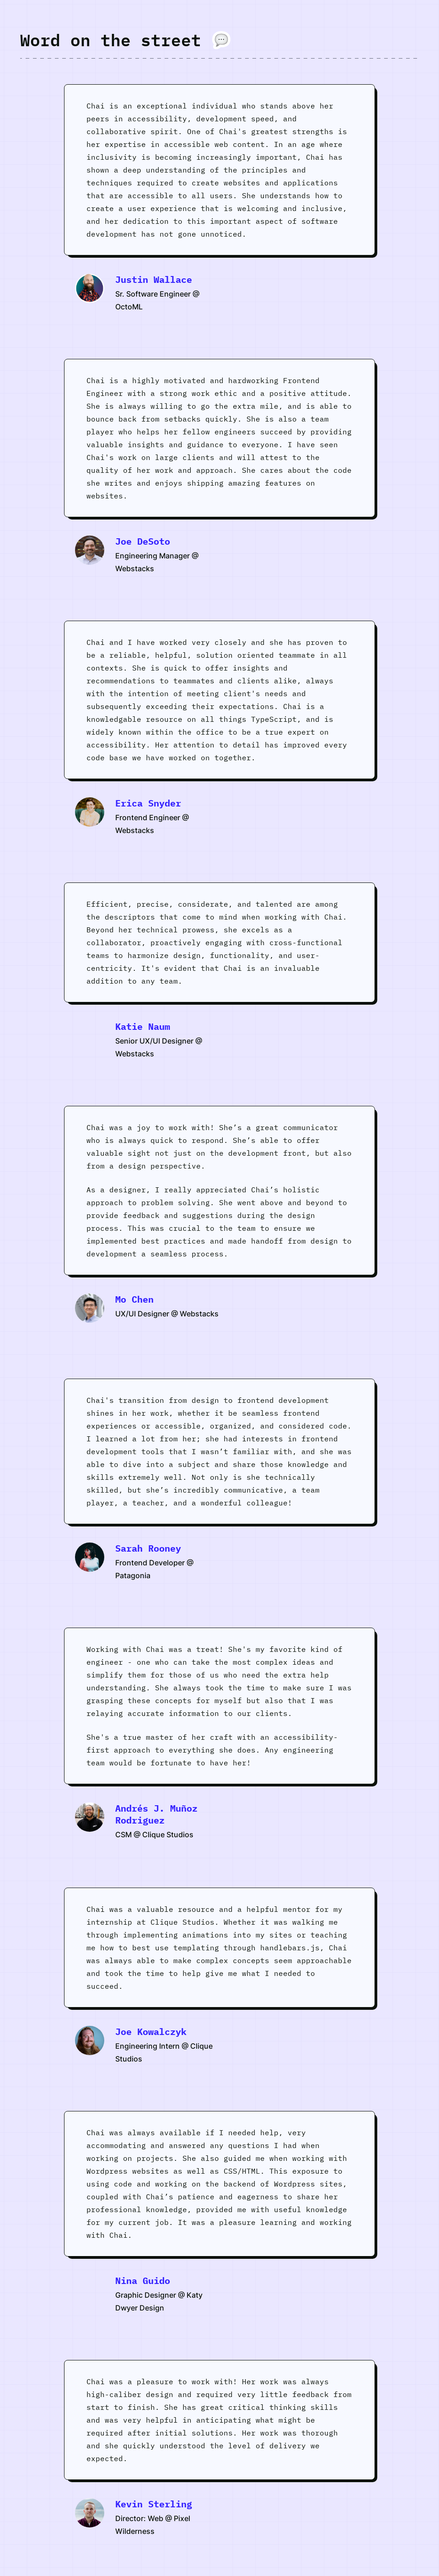 Word on the street 💬
Chai is an exceptional individual who stands above her
peers in accessibility, development speed, and
collaborative spirit. One of Chai's greatest strengths is
her expertise in accessible web content. In an age where
inclusivity is becoming increasingly important, Chai has
shown a deep understanding of the principles and
techniques required to create websites and applications
that are accessible to all users. She understands how to
create a user experience that is welcoming and inclusive,
and her dedication to this important aspect of software
development has not gone unnoticed.
Justin Wallace
Sr. Software Engineer @
OctoML
Chai is a highly motivated and hardworking Frontend
Engineer with a strong work ethic and a positive attitude.
She is always willing to go the extra mile, and is able to
bounce back from setbacks quickly. She is also a team
player who helps her fellow engineers succeed by providing
valuable insights and guidance to everyone. I have seen
Chai's work on large clients and will attest to the
quality of her work and approach. She cares about the code
she writes and enjoys shipping amazing features on
websites.
Joe DeSoto
Engineering Manager @
Webstacks
Chai and I have worked very closely and she has proven to
be a reliable, helpful, solution oriented teammate in all
contexts. She is quick to offer insights and
recommendations to teammates and clients alike, always
with the intention of meeting client's needs and
subsequently exceeding their expectations. Chai is a
knowledgable resource on all things TypeScript, and is
widely known within the office to be a true expert on
accessibility. Her attention to detail has improved every
code base we have worked on together.
Erica Snyder
Frontend Engineer @
Webstacks
Efficient, precise, considerate, and talented are among
the descriptors that come to mind when working with Chai.
Beyond her technical prowess, she excels as a
collaborator, proactively engaging with cross-functional
teams to harmonize design, functionality, and user-
centricity. It's evident that Chai is an invaluable
addition to any team.
Katie Naum
Senior UX/UI Designer @
Webstacks
Chai was a joy to work with! She’s a great communicator
who is always quick to respond. She’s able to offer
valuable sight not just on the development front, but also
from a design perspective.
As a designer, I really appreciated Chai’s holistic
approach to problem solving. She went above and beyond to
provide feedback and suggestions during the design
process. This was crucial to the team to ensure we
implemented best practices and made handoff from design to
development a seamless process.
Mo Chen
UX/UI Designer @ Webstacks
Chai's transition from design to frontend development
shines in her work, whether it be seamless frontend
experiences or accessible, organized, and considered code.
I learned a lot from her; she had interests in frontend
development tools that I wasn’t familiar with, and she was
able to dive into a subject and share those knowledge and
skills extremely well. Not only is she technically
skilled, but she’s incredibly communicative, a team
player, a teacher, and a wonderful colleague!
Sarah Rooney
Frontend Developer @
Patagonia
Working with Chai was a treat! She's my favorite kind of
engineer - one who can take the most complex ideas and
simplify them for those of us who need the extra help
understanding. She always took the time to make sure I was
grasping these concepts for myself but also that I was
relaying accurate information to our clients.
She's a true master of her craft with an accessibility-
first approach to everything she does. Any engineering
team would be fortunate to have her!
Andrés J. Muñoz
Rodriguez
CSM @ Clique Studios
Chai was a valuable resource and a helpful mentor for my
internship at Clique Studios. Whether it was walking me
through implementing animations into my sites or teaching
me how to best use templating through handlebars.js, Chai
was always able to make complex concepts seem approachable
and took the time to help give me what I needed to
succeed.
Joe Kowalczyk
Engineering Intern @ Clique
Studios
Chai was always available if I needed help, very
accommodating and answered any questions I had when
working on projects. She also guided me when working with
Wordpress websites as well as CSS/HTML. This exposure to
using code and working on the backend of Wordpress sites,
coupled with Chai’s patience and eagerness to share her
professional knowledge, provided me with useful knowledge
for my current job. It was a pleasure learning and working
with Chai.
Nina Guido
Graphic Designer @ Katy
Dwyer Design
Chai was a pleasure to work with! Her work was always
high-caliber design and required very little feedback from
start to finish. She has great critical thinking skills
and was very helpful in anticipating what might be
required after initial solutions. Her work was thorough
and she quickly understood the level of delivery we
expected.
Kevin Sterling
Director: Web @ Pixel
Wilderness